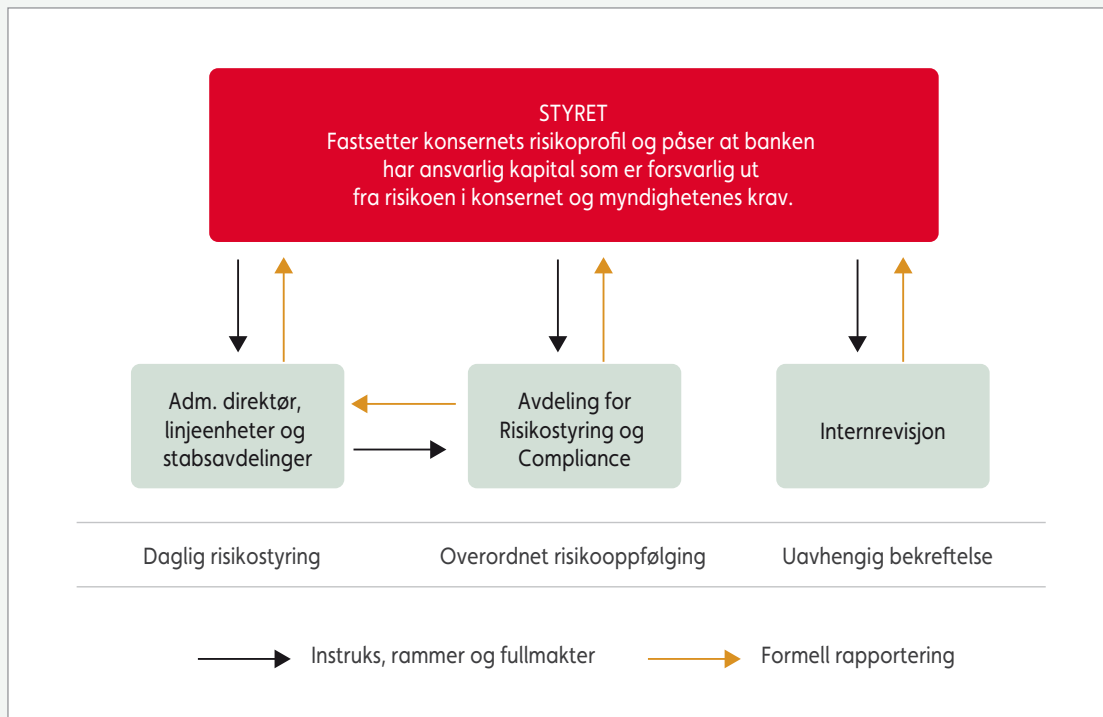 STYRET
Fastsetter konsernets risikoprofil og påser at banken
har ansvarlig kapital som er forsvarlig ut
fra risikoen i konsernet og myndighetenes krav.
Adm. direktør,
linjeenheter og
stabsavdelinger
Avdeling for
Risikostyring og
Compliance
Internrevisjon
Daglig risikostyring
Overordnet risikooppfølging
Uavhengig bekreftelse
Instruks, rammer og fullmakter
Formell rapportering